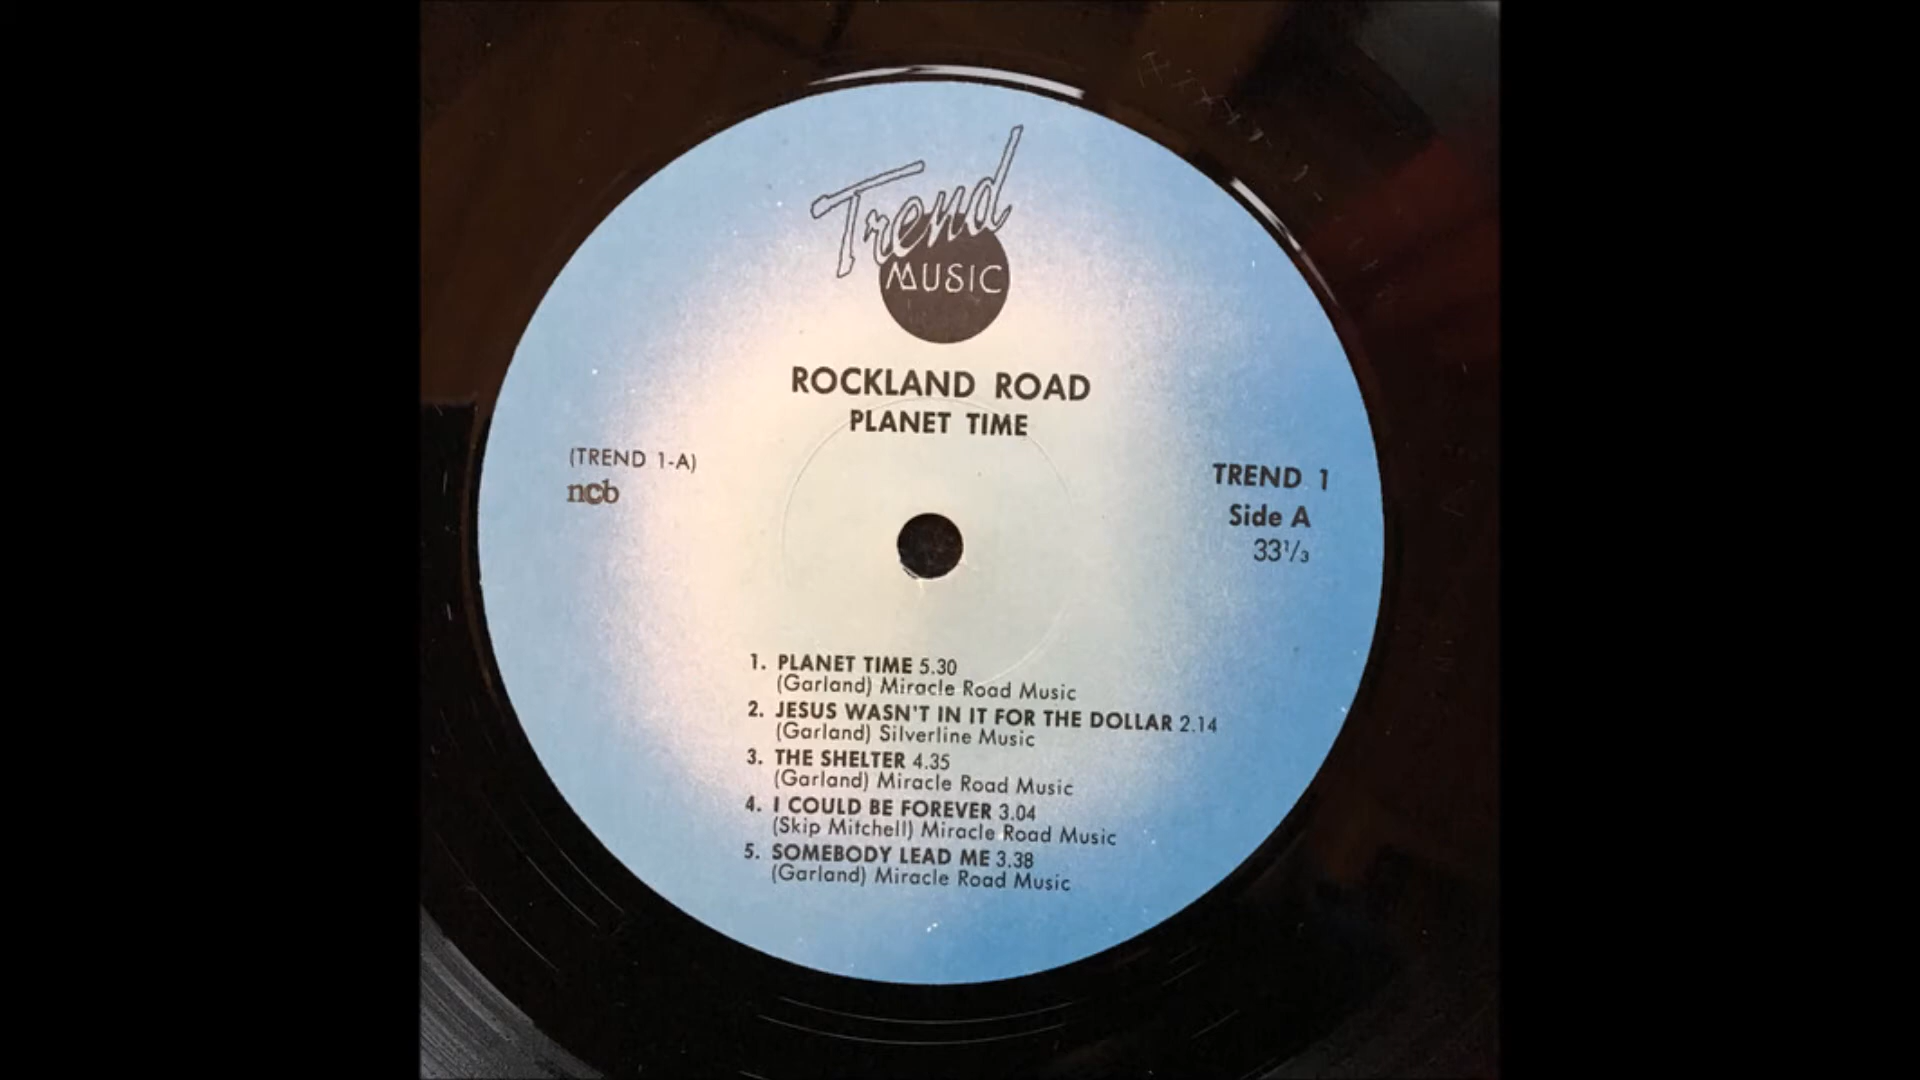 Trend
MUSIC
ROCKLAND ROAD
PLANET TIME
(TREND 1-A)
ncb
TREND 1
Side A
33⅓
1. PLANET TIME 5.30
(Garland) Miracle Road Music
2. JESUS WASN'T IN IT FOR THE DOLLAR 2.14
(Garland) Silverline Music
3. THE SHELTER 4.35
(Garland) Miracle Road Music
4. I COULD BE FOREVER 3.04
(Skip Mitchell) Miracle Road Music
5. SOMEBODY LEAD ME 3.38
(Garland) Miracle Road Music